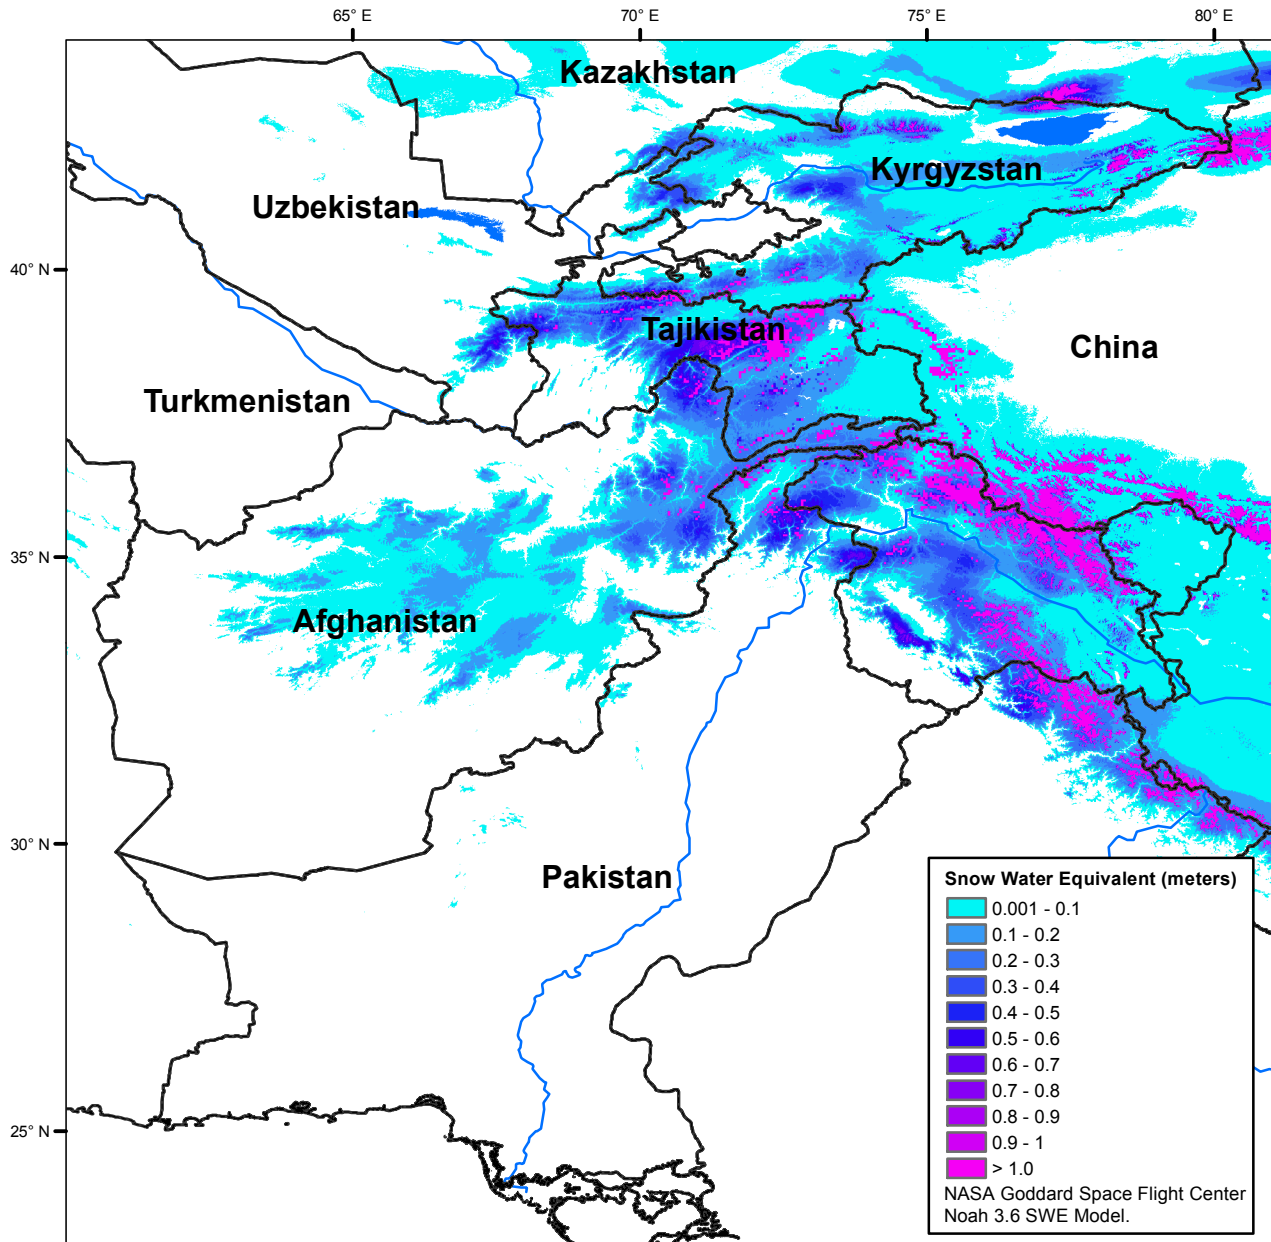 65° E
70° E
75° E
80° E
Kazakhstan
Kyrgyzstan
Uzbekistan
40° N
Tajikistan
China
Turkmenistan
35° N
Afghanistan
30° N
Pakistan
25° N
Snow Water Equivalent (meters)
0.001 - 0.1
0.1 - 0.2
0.2 - 0.3
0.3 - 0.4
0.4 - 0.5
0.5 - 0.6
0.6 - 0.7
0.7 - 0.8
0.8 - 0.9
0.9 - 1
> 1.0
NASA Goddard Space Flight Center
Noah 3.6 SWE Model.